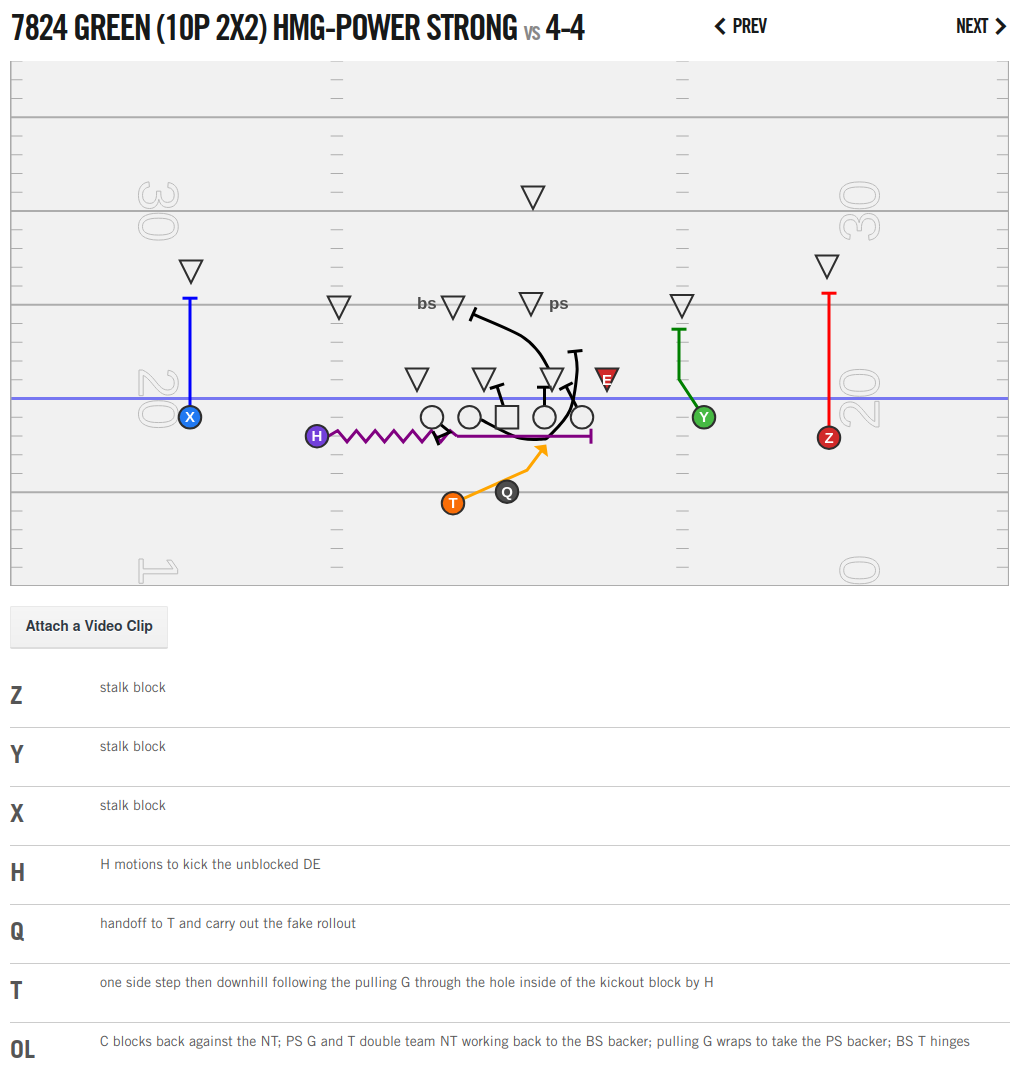 7824 GREEN (10P 2X2) HMG-POWER STRONG VS 4-4
PREV
NEXT
30
30
bs
ps
E
20
20
X
Y
H
Z
T
Q
1
0
Attach a Video Clip
Z
stalk block
Y
stalk block
X
stalk block
H
H motions to kick the unblocked DE
Q
handoff to T and carry out the fake rollout
T
one side step then downhill following the pulling G through the hole inside of the kickout block by H
OL
C blocks back against the NT; PS G and T double team NT working back to the BS backer; pulling G wraps to take the PS backer; BS T hinges